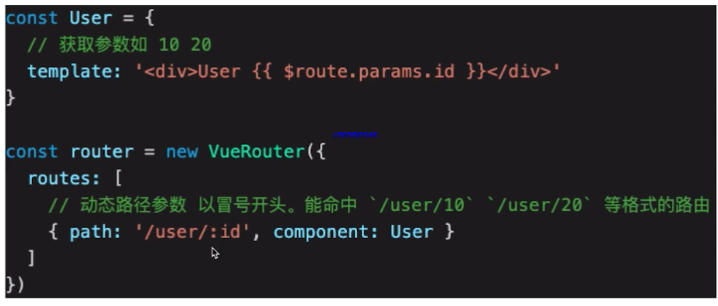 const User = {
// 获取参数如 10 20
template: '<div>User {{ $route.params.id }}</div>'
}
const router = new VueRouter({
routes: [
// 动态路径参数 以冒号开头。能命中 `/user/10` `/user/20` 等格式的路由
{ path: '/user/:id', component: User }
]
})